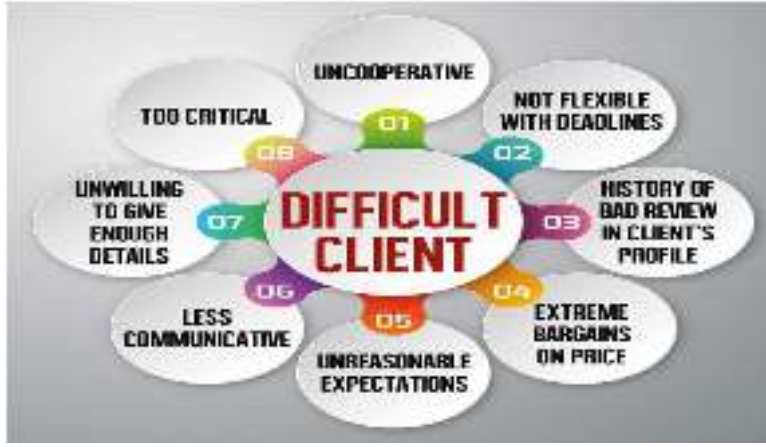 DIFFICULT
CLIENT
01
UNCOOPERATIVE
02
NOT FLEXIBLE
WITH DEADLINES
03
HISTORY OF
BAD REVIEW
IN CLIENT'S
PROFILE
04
EXTREME
BARGAINS
ON PRICE
05
UNREASONABLE
EXPECTATIONS
06
LESS
COMMUNICATIVE
07
UNWILLING
TO GIVE
ENOUGH
DETAILS
08
TOO CRITICAL